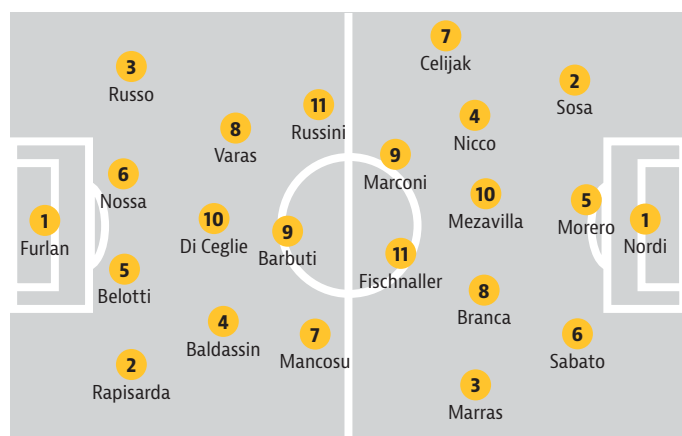 1
Furlan
3
Russo
6
Nossa
5
Belotti
2
Rapisarda
8
Varas
10
Di Ceglie
4
Baldassin
11
Russini
9
Barbuti
7
Mancosu
7
Celijak
4
Nicco
9
Marconi
10
Mezavilla
11
Fischnaller
8
Branca
3
Marras
2
Sosa
5
Morero
6
Sabato
1
Nordi